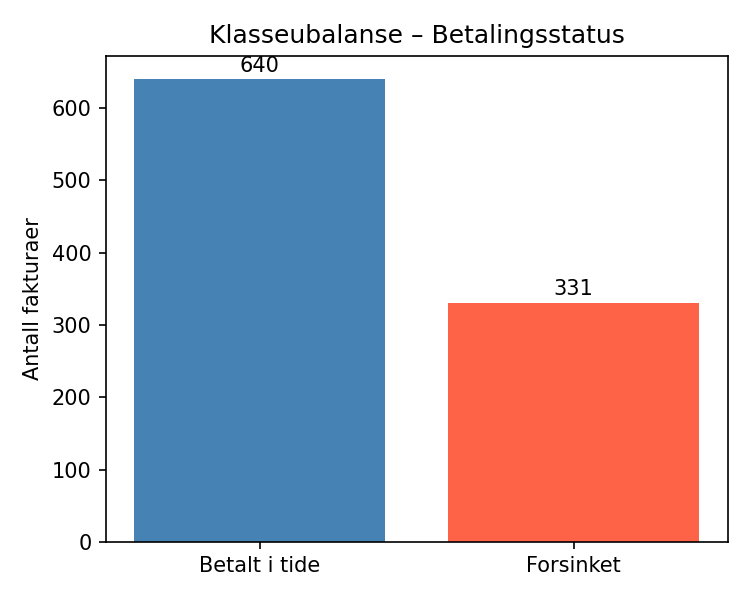 Klasseubalanse – Betalingsstatus
640
600
500
400
300
200
100
0
331
Antall fakturaer
Betalt i tide
Forsinket